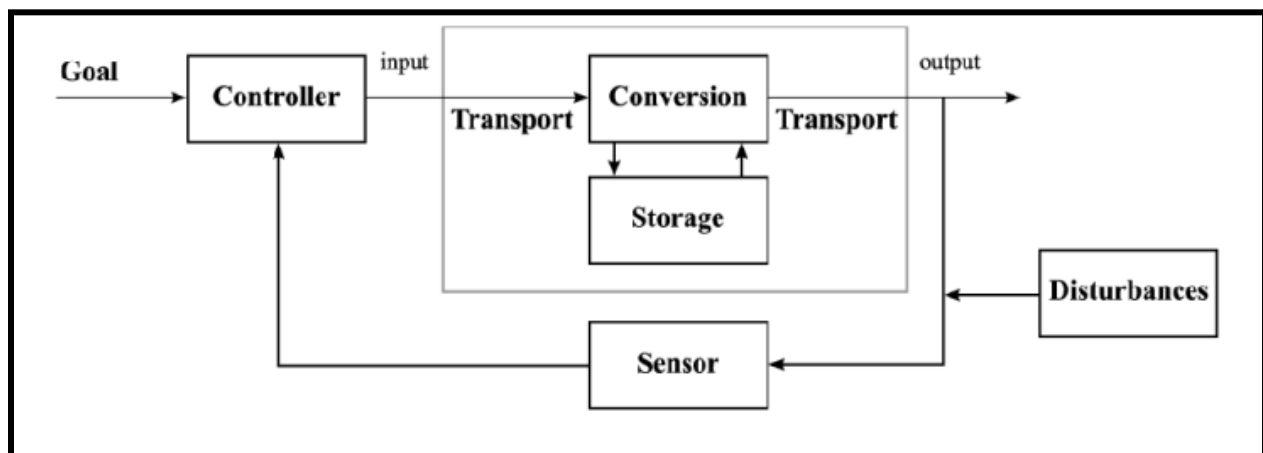 Goal
Controller
input
Transport
Conversion
Transport
output
Storage
Disturbances
Sensor